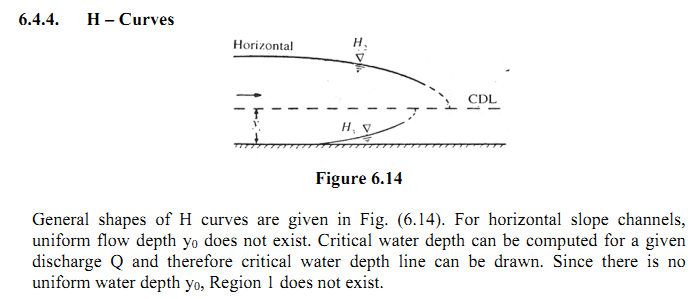 6.4.4. H – Curves
Horizontal
H₂
CDL
H₃
Figure 6.14
General shapes of H curves are given in Fig. (6.14). For horizontal slope channels,
uniform flow depth y₀ does not exist. Critical water depth can be computed for a given
discharge Q and therefore critical water depth line can be drawn. Since there is no
uniform water depth y₀, Region 1 does not exist.